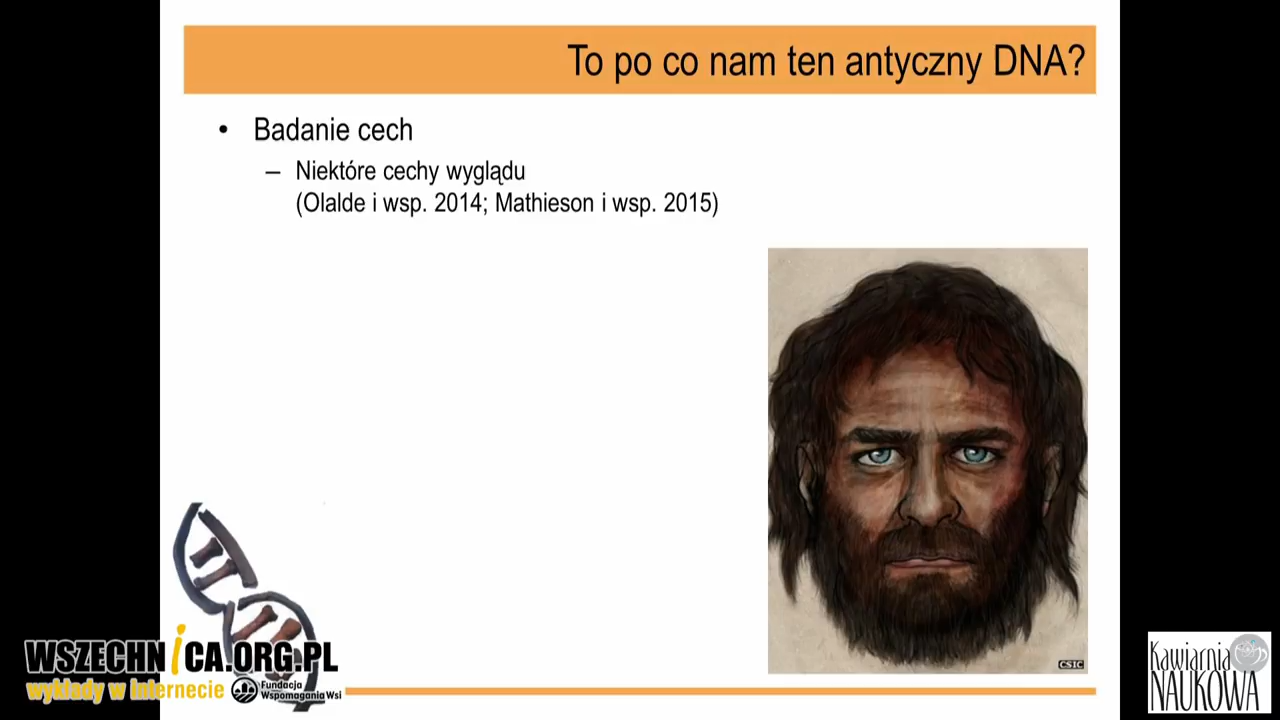 To po co nam ten antyczny DNA?
• Badanie cech
– Niektóre cechy wyglądu
(Olalde i wsp. 2014; Mathieson i wsp. 2015)
CSIC
WSZECHNiCA.ORG.PL
wykłady w internecie
Fundacja
Wspomagania Wsi
Kawiarnia
NAUKOWA